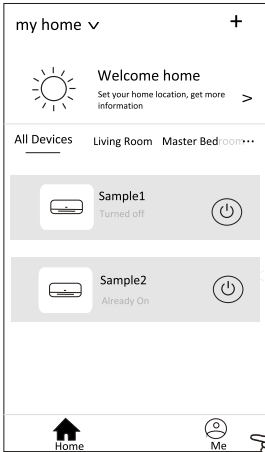 my home
Welcome home
Set your home location, get more
information
All Devices Living Room Master Bedroom
Sample1
Turned off
Sample2
Already On
Home Me